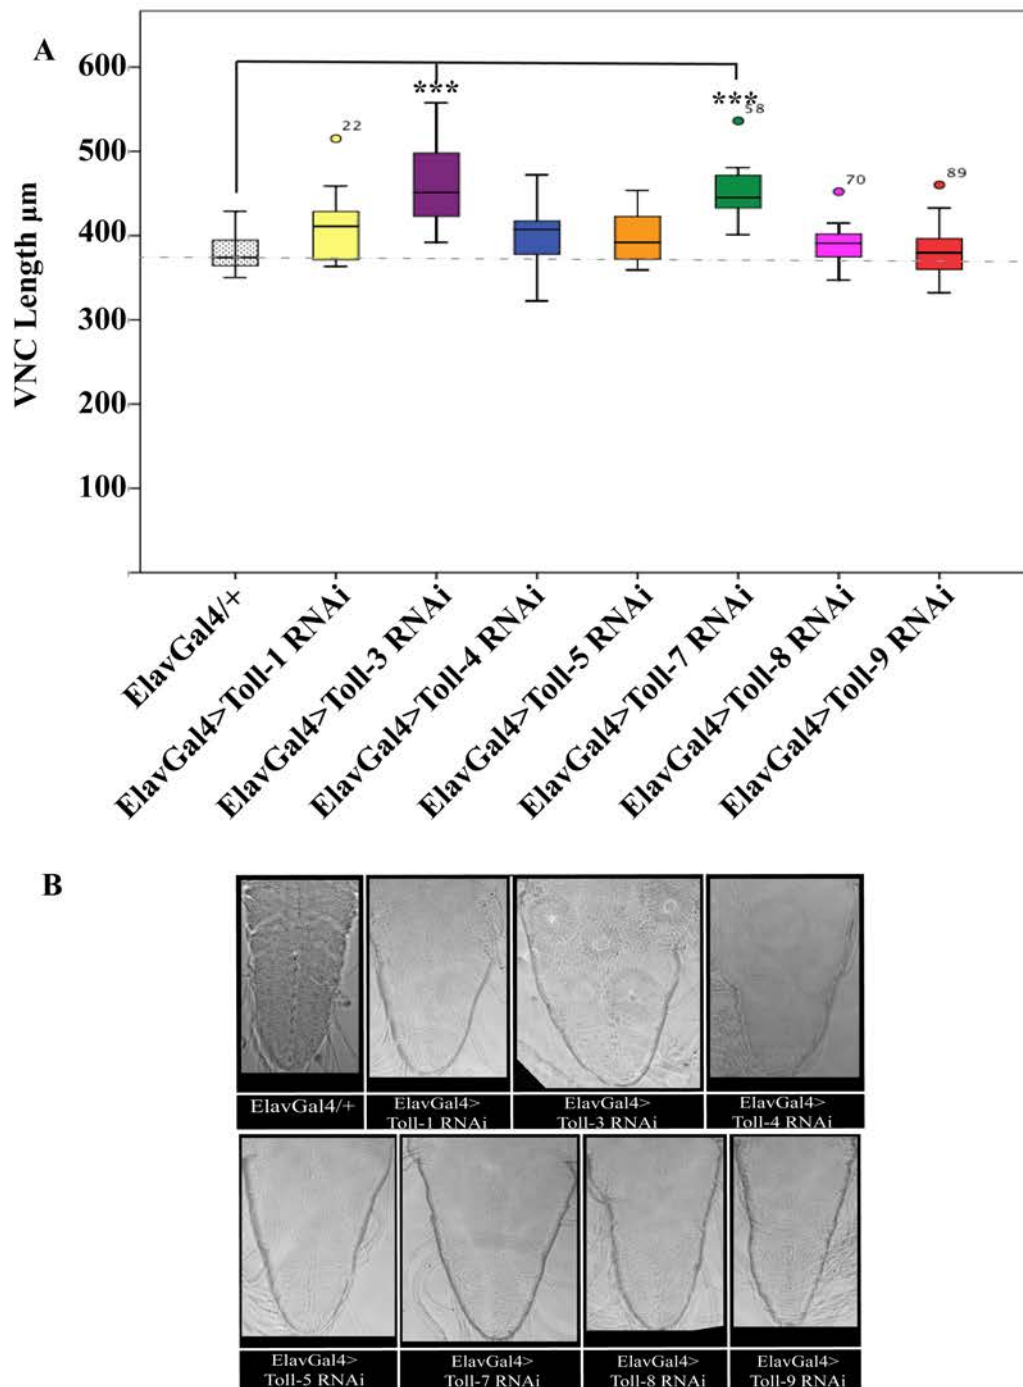 A
600
500
400
300
200
100
VNC Length µm
***
***
22
58
70
89
ElavGal4/+
ElavGal4>Toll-1 RNAi
ElavGal4>Toll-3 RNAi
ElavGal4>Toll-4 RNAi
ElavGal4>Toll-5 RNAi
ElavGal4>Toll-7 RNAi
ElavGal4>Toll-8 RNAi
ElavGal4>Toll-9 RNAi
B
ElavGal4/+
ElavGal4>
Toll-1 RNAi
ElavGal4>
Toll-3 RNAi
ElavGal4>
Toll-4 RNAi
ElavGal4>
Toll-5 RNAi
ElavGal4>
Toll-7 RNAi
ElavGal4>
Toll-8 RNAi
ElavGal4>
Toll-9 RNAi